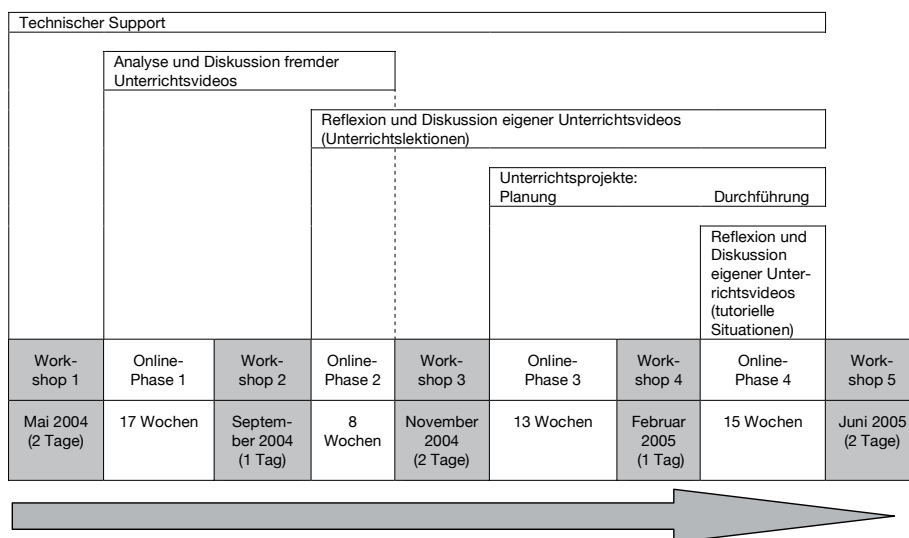 Technischer Support
Analyse und Diskussion fremder
Unterrichtsvideos
Reflexion und Diskussion eigener Unterrichtsvideos
(Unterrichtslektionen)
Unterrichtsprojekte:
Planung Durchführung
Reflexion und
Diskussion
eigener Unter-
richtsvideos
(tutorielle
Situationen)
Work-
shop 1
Online-
Phase 1
Work-
shop 2
Online-
Phase 2
Work-
shop 3
Online-
Phase 3
Work-
shop 4
Online-
Phase 4
Work-
shop 5
Mai 2004
(2 Tage)
17 Wochen
Septem-
ber 2004
(1 Tag)
8
Wochen
November
2004
(2 Tage)
13 Wochen
Februar
2005
(1 Tag)
15 Wochen
Juni 2005
(2 Tage)